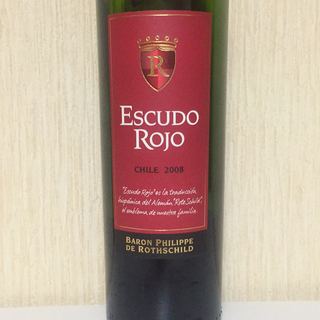 R
ESCUDO
ROJO
CHILE 2008
"Escudo Rojo" es la traducción
hispánica del Alemán, "Rote Schild",
el emblema de nuestra familia.
BARON PHILIPPE
DE ROTHSCHILD